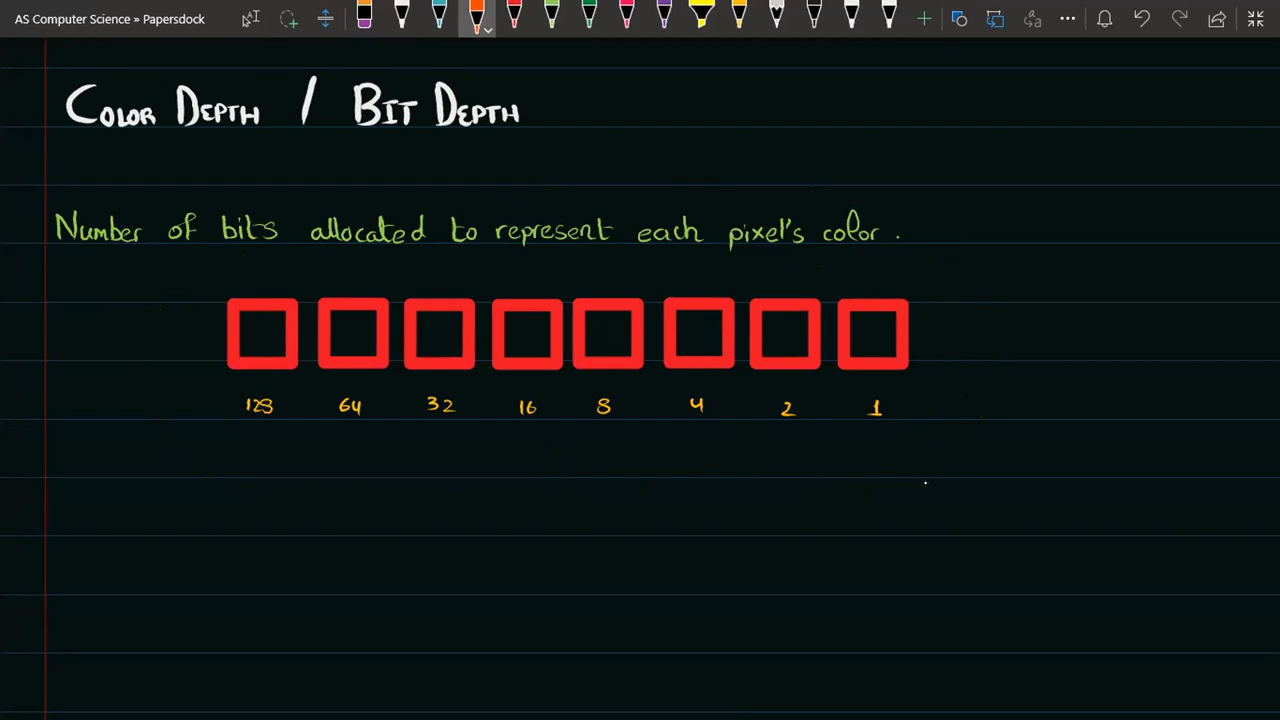 AS Computer Science » Papersdock
COLOR DEPTH / BIT DEPTH
Number of bits allocated to represent each pixel's color.
128 64 32 16 8 4 2 1